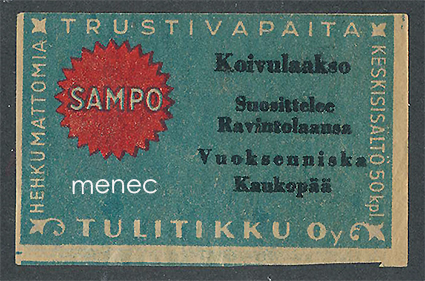 TRUSTIVAPAITA
HEHKUMATTOMIA
SAMPO
Koivulaakso
Suosittelee
Ravintolaansa
Vuoksenniska
Kaukopää
KESKISISÄLTÖ 50 kpl.
menec
TULITIKKU Oy